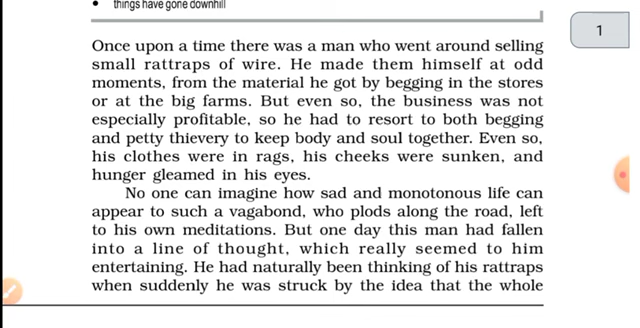 things have gone downhill
1
Once upon a time there was a man who went around selling
small rattraps of wire. He made them himself at odd
moments, from the material he got by begging in the stores
or at the big farms. But even so, the business was not
especially profitable, so he had to resort to both begging
and petty thievery to keep body and soul together. Even so,
his clothes were in rags, his cheeks were sunken, and
hunger gleamed in his eyes.
No one can imagine how sad and monotonous life can
appear to such a vagabond, who plods along the road, left
to his own meditations. But one day this man had fallen
into a line of thought, which really seemed to him
entertaining. He had naturally been thinking of his rattraps
when suddenly he was struck by the idea that the whole